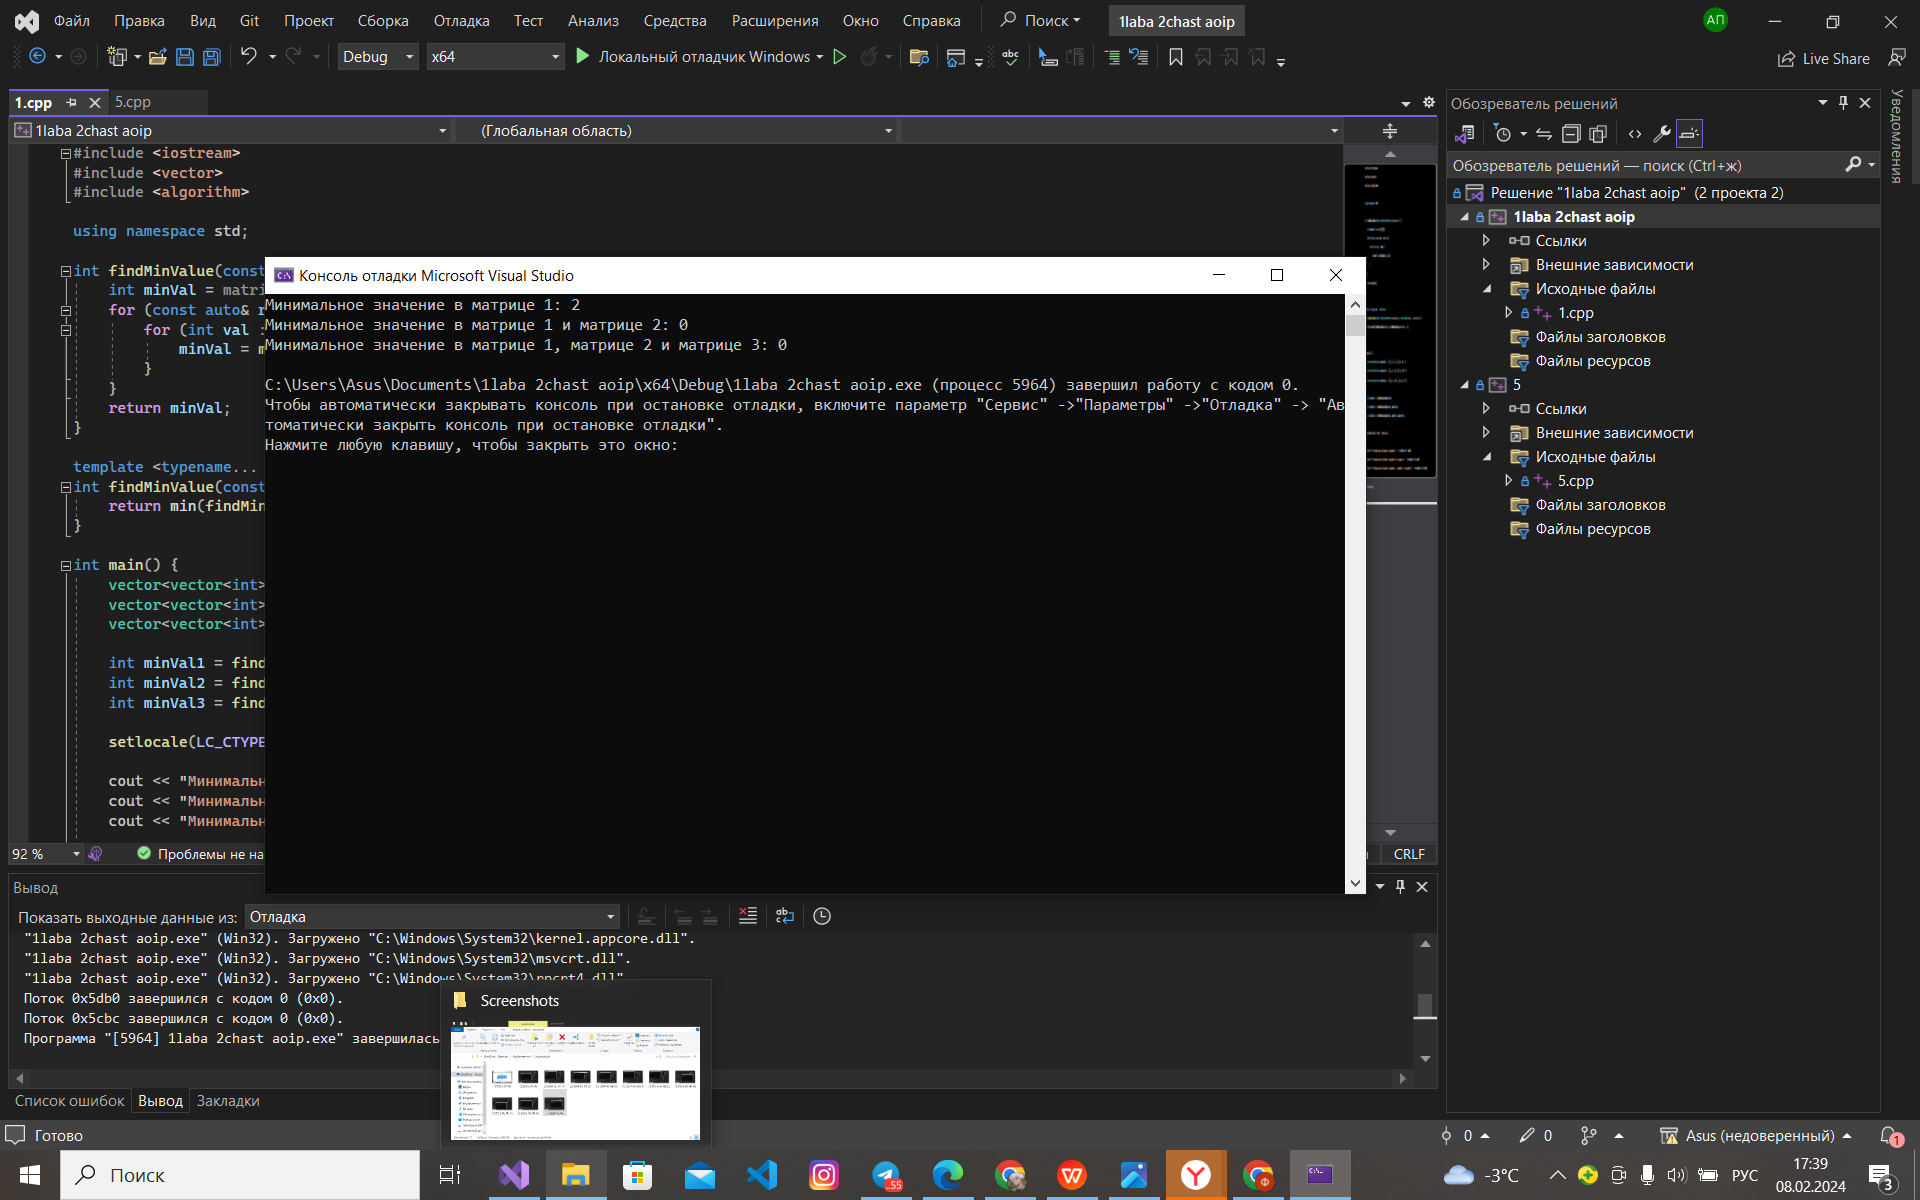 Файл Правка Вид Git Проект Сборка Отладка Тест Анализ Средства Расширения Окно Справка Поиск 1laba 2chast aoip АП
Debug x64 Локальный отладчик Windows Live Share
1.cpp 5.cpp
1laba 2chast aoip (Глобальная область)
#include <iostream>
#include <vector>
#include <algorithm>
using namespace std;
int findMinValue(const
int minVal = matri
for (const auto& r
for (int val :
minVal = m
}
}
return minVal;
}
template <typename...
int findMinValue(const
return min(findMin
}
int main() {
vector<vector<int>
vector<vector<int>
vector<vector<int>
int minVal1 = find
int minVal2 = find
int minVal3 = find
setlocale(LC_CTYPE
cout << "Минимальн
cout << "Минимальн
cout << "Минимальн
92 % Проблемы не на
CRLF
Консоль отладки Microsoft Visual Studio
Минимальное значение в матрице 1: 2
Минимальное значение в матрице 1 и матрице 2: 0
Минимальное значение в матрице 1, матрице 2 и матрице 3: 0
C:\Users\Asus\Documents\1laba 2chast aoip\x64\Debug\1laba 2chast aoip.exe (процесс 5964) завершил работу с кодом 0.
Чтобы автоматически закрывать консоль при остановке отладки, включите параметр "Сервис" ->"Параметры" ->"Отладка" -> "Ав
томатически закрыть консоль при остановке отладки".
Нажмите любую клавишу, чтобы закрыть это окно:
Обозреватель решений
Обозреватель решений — поиск (Ctrl+ж)
Решение "1laba 2chast aoip" (2 проекта 2)
1laba 2chast aoip
Ссылки
Внешние зависимости
Исходные файлы
1.cpp
Файлы заголовков
Файлы ресурсов
5
Ссылки
Внешние зависимости
Исходные файлы
5.cpp
Файлы заголовков
Файлы ресурсов
Уведомления
Вывод
Показать выходные данные из: Отладка
"1laba 2chast aoip.exe" (Win32). Загружено "C:\Windows\System32\kernel.appcore.dll".
"1laba 2chast aoip.exe" (Win32). Загружено "C:\Windows\System32\msvcrt.dll".
"1laba 2chast aoip.exe" (Win32). Загружено "C:\Windows\System32\rpcrt4.dll"
Поток 0x5db0 завершился с кодом 0 (0x0).
Поток 0x5cbc завершился с кодом 0 (0x0).
Программа "[5964] 1laba 2chast aoip.exe" завершилась
Screenshots
Список ошибок Вывод Закладки
Готово 0 0 Asus (недоверенный) 1
Поиск 55 -3°C РУС 17:39
08.02.2024 3